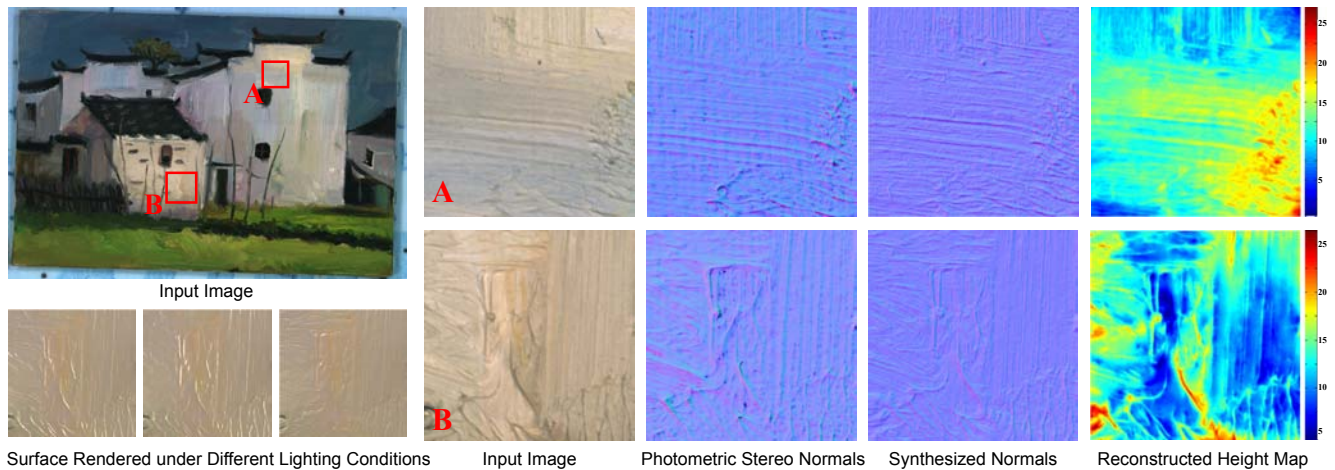 A
B
Input Image
Surface Rendered under Different Lighting Conditions
A
25
20
15
10
5
B
25
20
15
10
5
Input Image
Photometric Stereo Normals
Synthesized Normals
Reconstructed Height Map